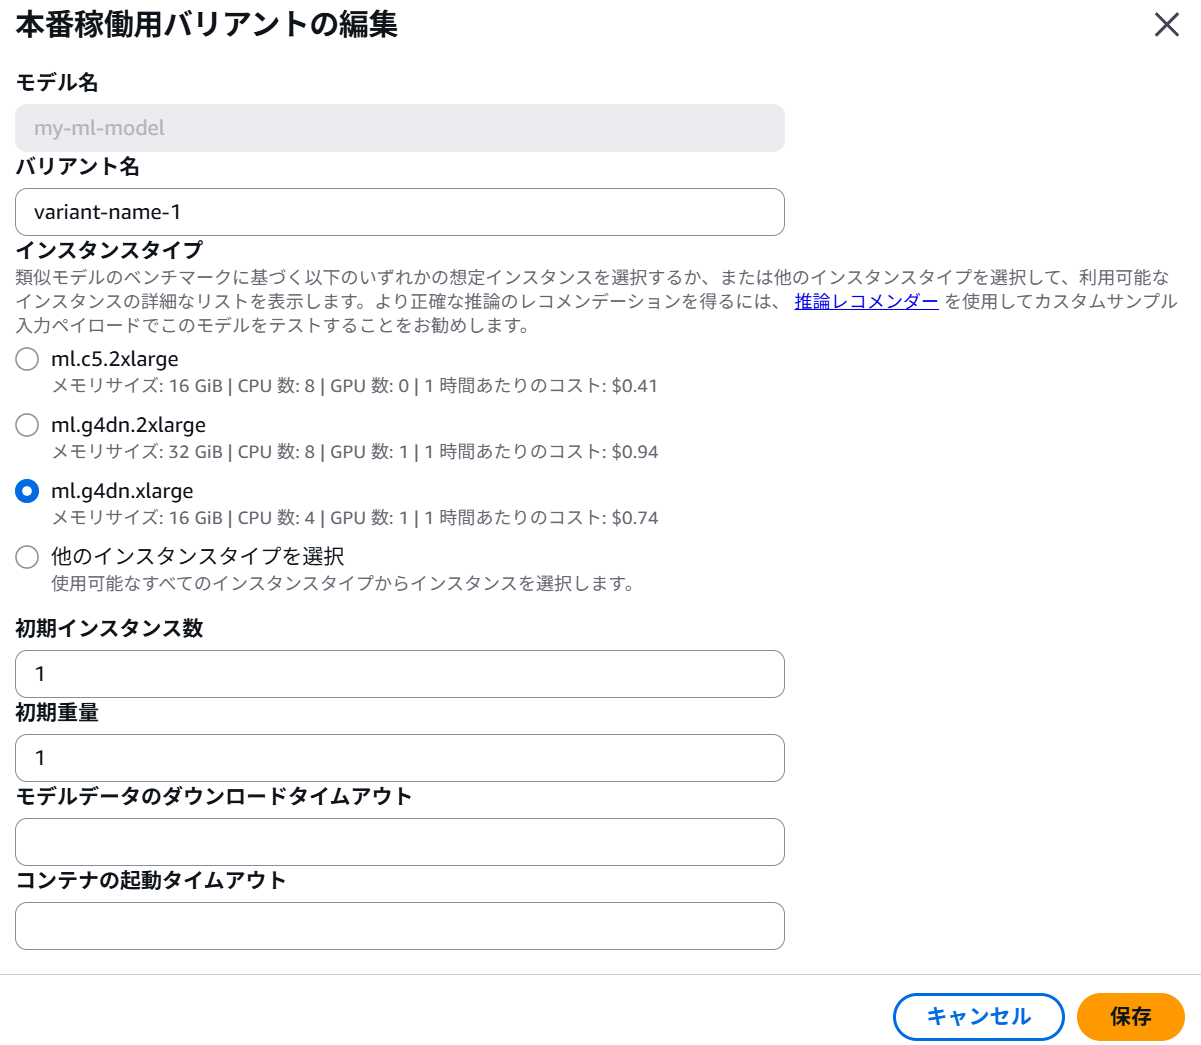 本番稼働用バリアントの編集
モデル名
my-ml-model
バリアント名
variant-name-1
インスタンスタイプ
類似モデルのベンチマークに基づく以下のいずれかの想定インスタンスを選択するか、または他のインスタンスタイプを選択して、利用可能な
インスタンスの詳細なリストを表示します。より正確な推論のレコメンデーションを得るには、 推論レコメンダー を使用してカスタムサンプル
入力ペイロードでこのモデルをテストすることをお勧めします。
ml.c5.2xlarge
メモリサイズ: 16 GiB | CPU 数: 8 | GPU 数: 0 | 1 時間あたりのコスト: $0.41
ml.g4dn.2xlarge
メモリサイズ: 32 GiB | CPU 数: 8 | GPU 数: 1 | 1 時間あたりのコスト: $0.94
ml.g4dn.xlarge
メモリサイズ: 16 GiB | CPU 数: 4 | GPU 数: 1 | 1 時間あたりのコスト: $0.74
他のインスタンスタイプを選択
使用可能なすべてのインスタンスタイプからインスタンスを選択します。
初期インスタンス数
1
初期重量
1
モデルデータのダウンロードタイムアウト
コンテナの起動タイムアウト
キャンセル 保存